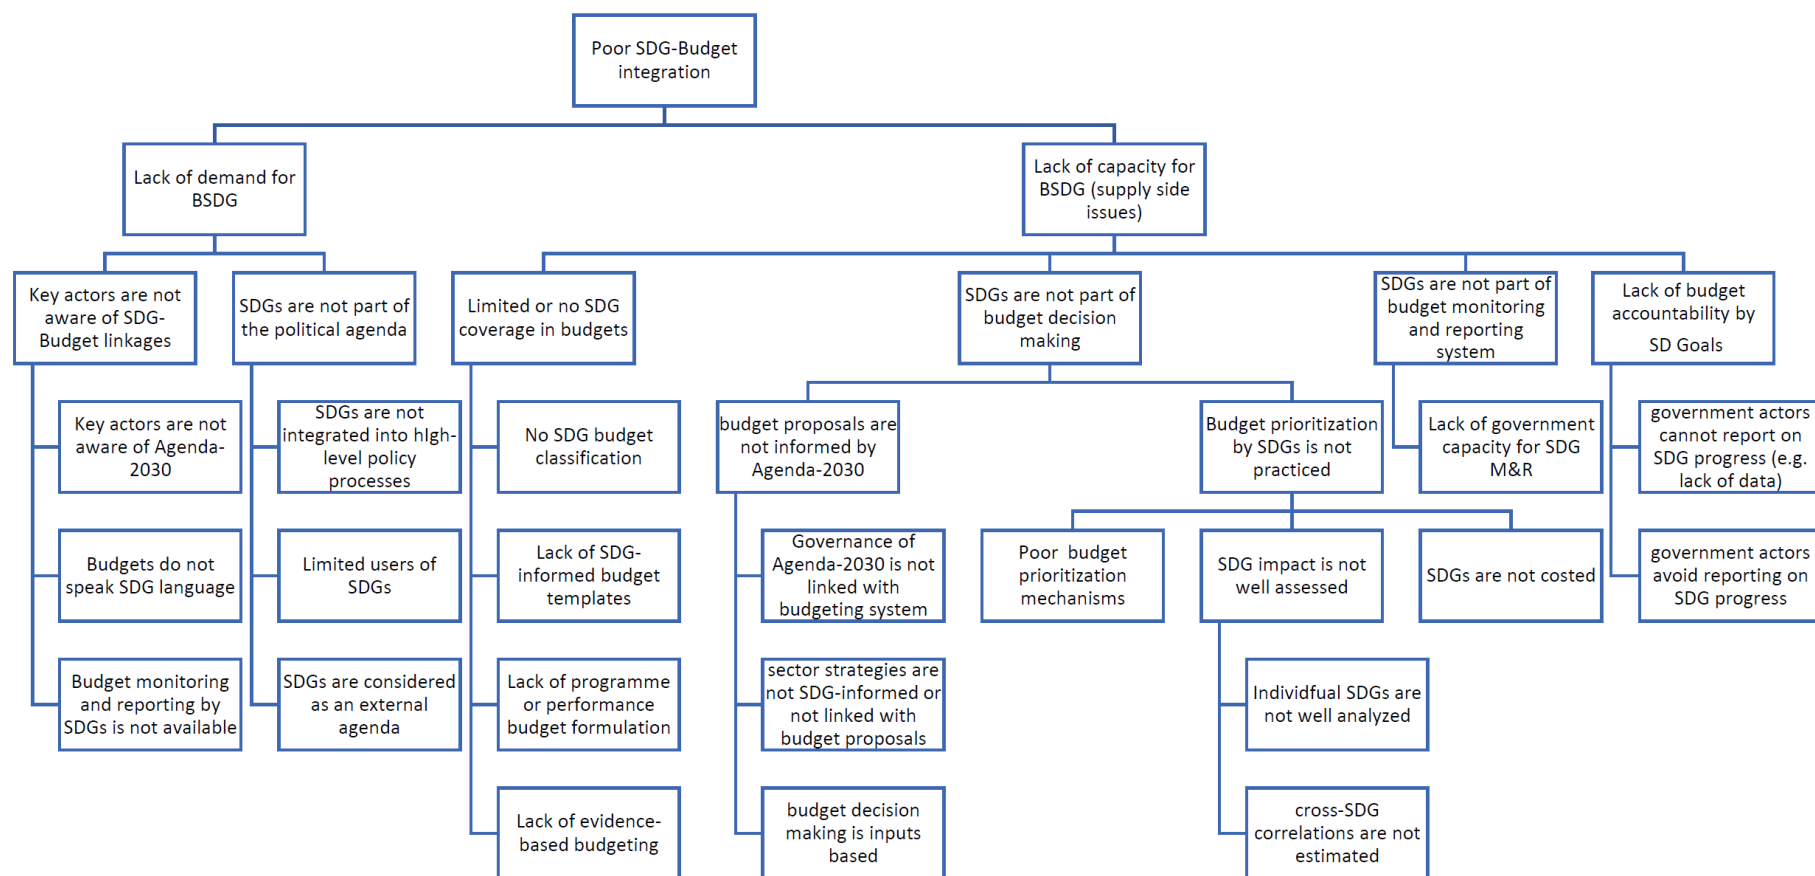 Poor SDG-Budget
integration
Lack of demand for
BSDG
Lack of capacity for
BSDG (supply side
issues)
Key actors are not
aware of SDG-
Budget linkages
SDGs are not part of
the political agenda
Limited or no SDG
coverage in budgets
SDGs are not part of
budget decision
making
SDGs are not part of
budget monitoring
and reporting
system
Lack of budget
accountability by
SD Goals
Key actors are not
aware of Agenda-
2030
SDGs are not
integrated into hIgh-
level policy
processes
No SDG budget
classification
budget proposals are
not informed by
Agenda-2030
Budget prioritization
by SDGs is not
practiced
Lack of government
capacity for SDG
M&R
government actors
cannot report on
SDG progress (e.g.
lack of data)
Budgets do not
speak SDG language
Limited users of
SDGs
Lack of SDG-
informed budget
templates
Governance of
Agenda-2030 is not
linked with
budgeting system
Poor budget
prioritization
mechanisms
SDG impact is not
well assessed
SDGs are not costed
government actors
avoid reporting on
SDG progress
Budget monitoring
and reporting by
SDGs is not available
SDGs are considered
as an external
agenda
Lack of programme
or performance
budget formulation
sector strategies are
not SDG-informed or
not linked with
budget proposals
Individfual SDGs are
not well analyzed
Lack of evidence-
based budgeting
budget decision
making is inputs
based
cross-SDG
correlations are not
estimated